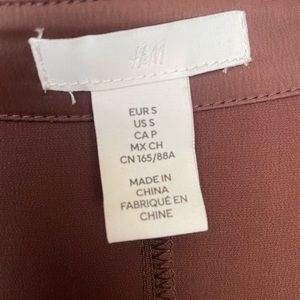 H&M
EUR S
US S
CA P
MX CH
CN 165/88A
MADE IN
CHINA
FABRIQUÉ EN
CHINE